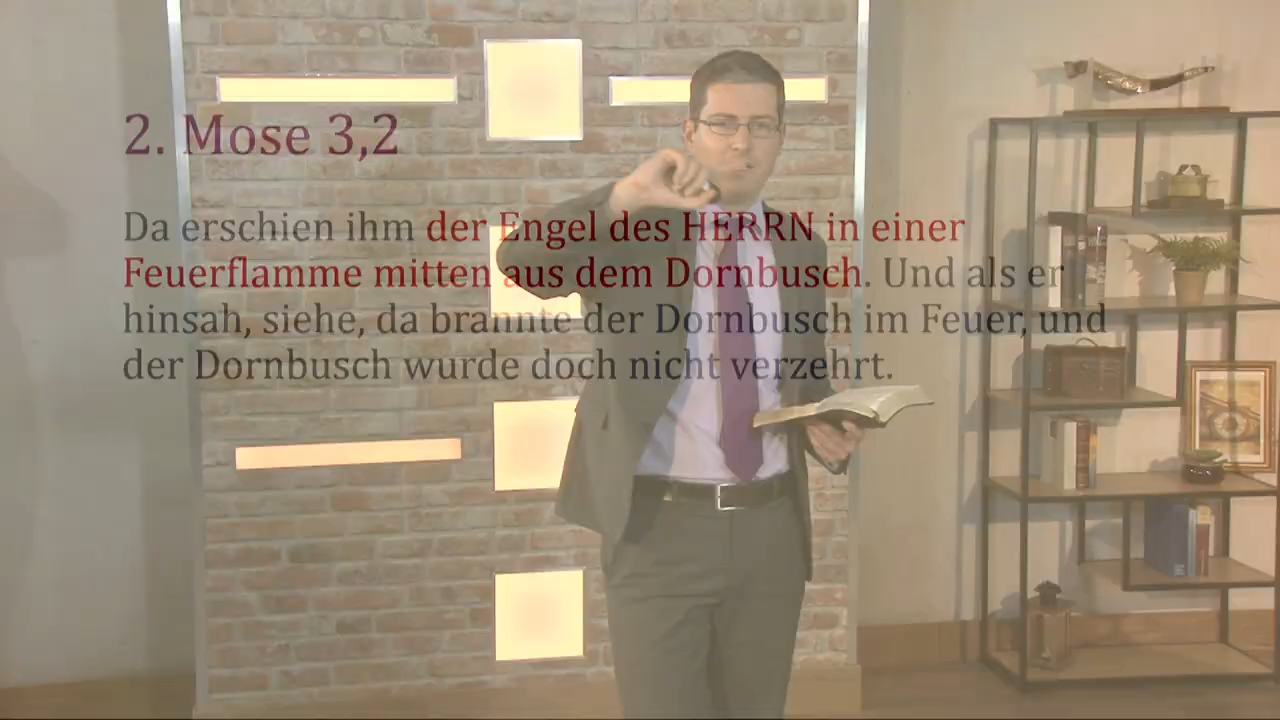 2. Mose 3,2
Da erschien ihm der Engel des HERRN in einer
Feuerflamme mitten aus dem Dornbusch. Und als er
hinsah, siehe, da brannte der Dornbusch im Feuer, und
der Dornbusch wurde doch nicht verzehrt.